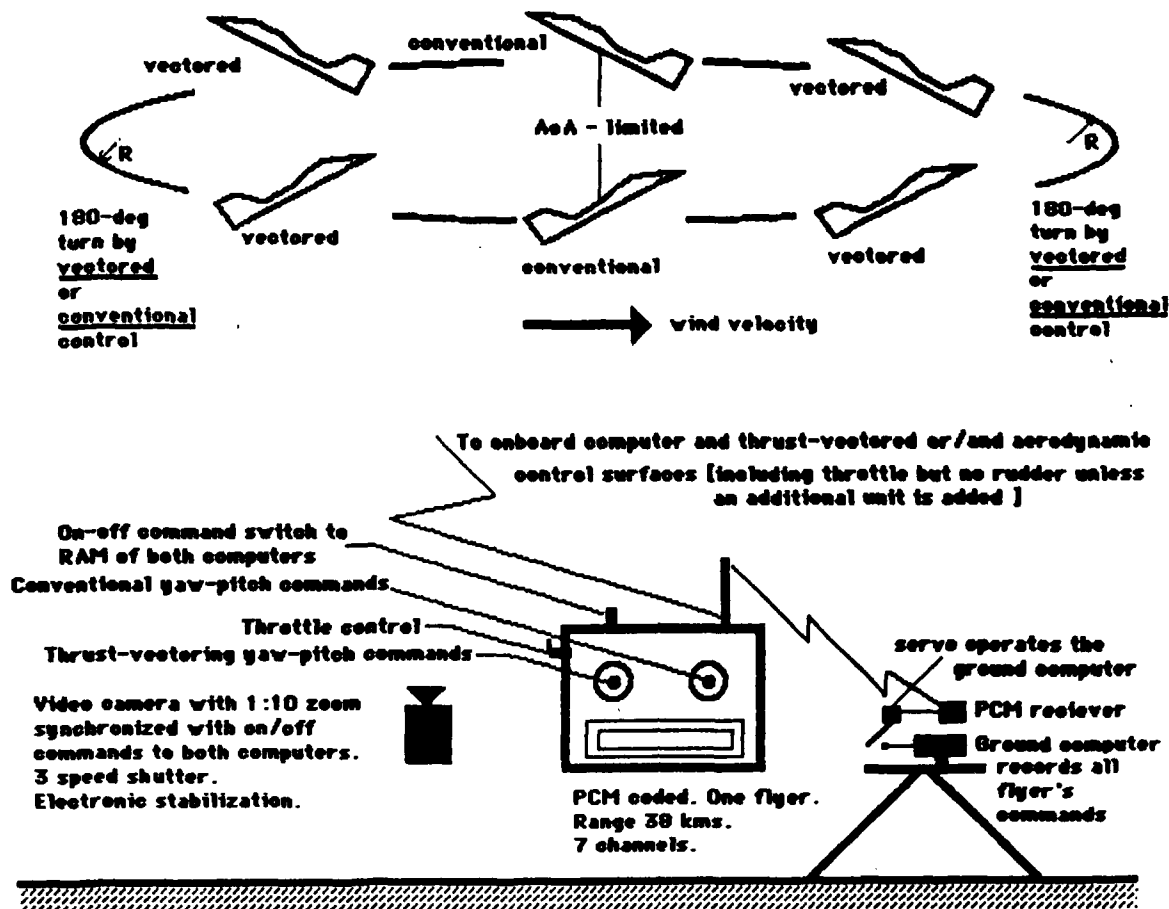 conventional
vectored
vectored
AoA - limited
R
R
180-deg
turn by
vectored
or
conventional
control
vectored
conventional
vectored
180-deg
turn by
vectored
or
conventional
control
wind velocity
To onboard computer and thrust-vectored or/and aerodynamic
control surfaces [including throttle but no rudder unless
an additional unit is added ]
On-off command switch to
RAM of both computers
Conventional yaw-pitch commands
Throttle control
Thrust-vectoring yaw-pitch commands
Video camera with 1:10 zoom
synchronized with on/off
commands to both computers.
3 speed shutter.
Electronic stabilization.
PCM coded. One flyer.
Range 38 kms.
7 channels.
servo operates the
ground computer
PCM reciever
Ground computer
records all
flyer's
commands